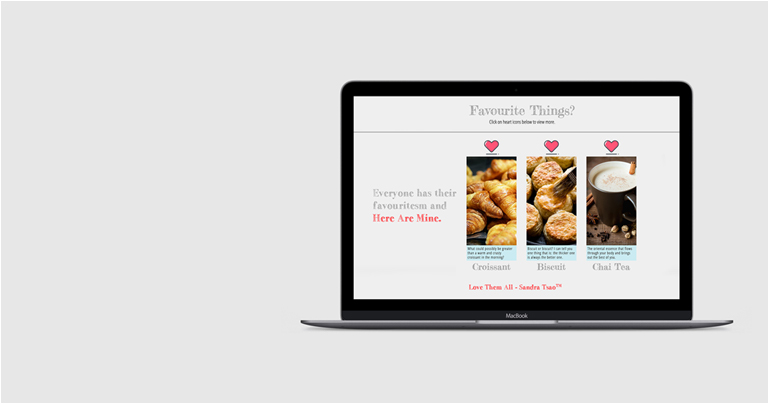 Favourite Things?
Click on heart icons below to view more.
Everyone has their
favouritesm and
Here Are Mine.
What could possibly be greater
than a warm and crispy
croissant in the morning?
Croissant
Biscuit or biscuit? I can tell you
one thing that is: the thicker one
is always the better one.
Biscuit
The oriental essence that flows
through your body and brings
out the best of you.
Chai Tea
Love Them All - Sandra Tsao™
MacBook